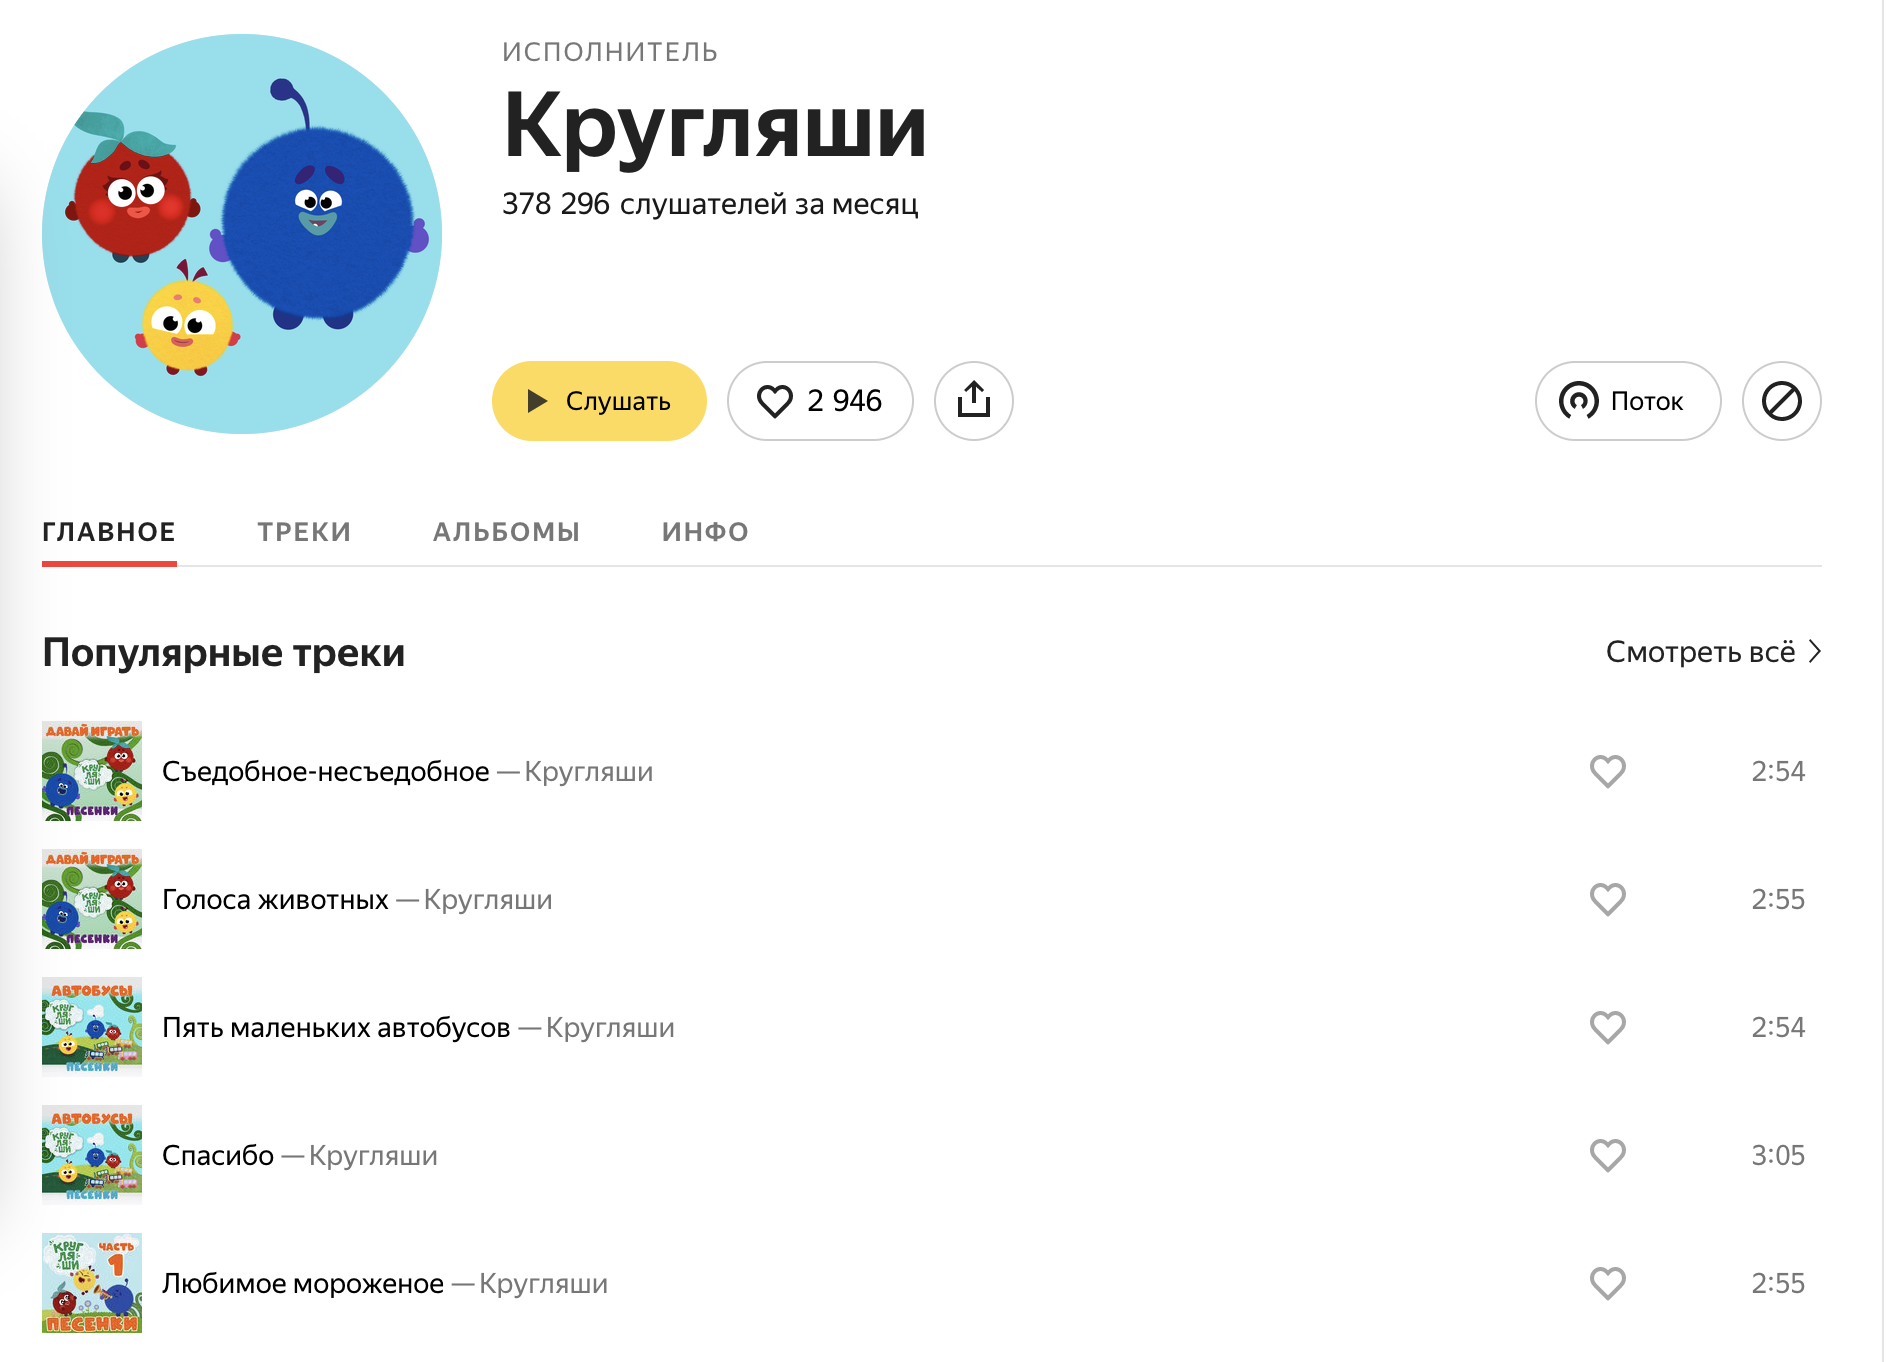 ИСПОЛНИТЕЛЬ
Кругляши
378 296 слушателей за месяц
Слушать
2 946
Поток
ГЛАВНОЕ ТРЕКИ АЛЬБОМЫ ИНФО
Популярные треки
Смотреть всё
ДАВАЙ ИГРАТЬ
КРУГ
ЛЯ
ШИ
ПЕСЕНКИ
Съедобное-несъедобное — Кругляши
2:54
ДАВАЙ ИГРАТЬ
КРУГ
ЛЯ
ШИ
ПЕСЕНКИ
Голоса животных — Кругляши
2:55
АВТОБУСЫ
КРУГ
ЛЯ
ШИ
ПЕСЕНКИ
Пять маленьких автобусов — Кругляши
2:54
АВТОБУСЫ
КРУГ
ЛЯ
ШИ
ПЕСЕНКИ
Спасибо — Кругляши
3:05
КРУГ
ЛЯ
ШИ
ЧАСТЬ
1
ПЕСЕНКИ
Любимое мороженое — Кругляши
2:55